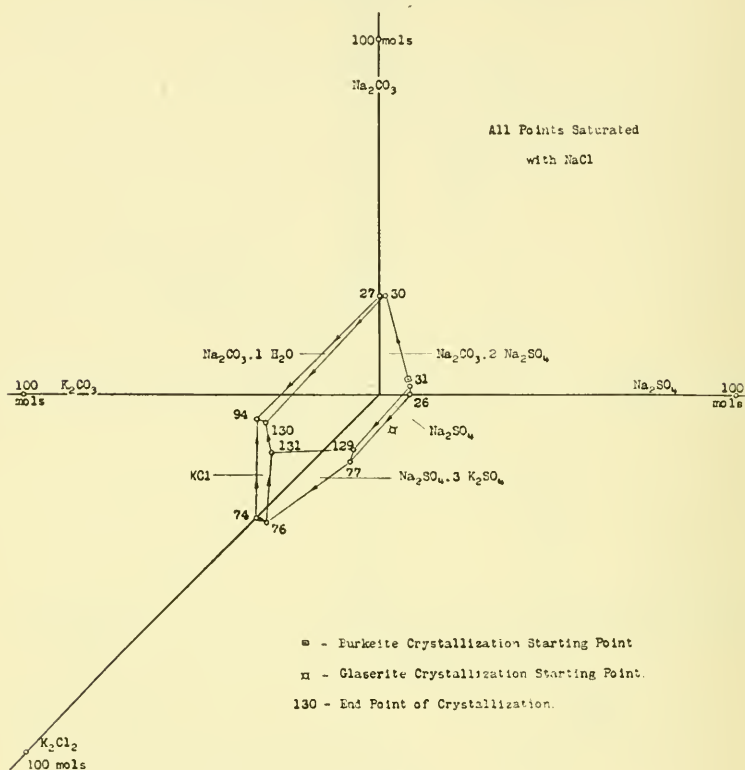 100 mols
Na2CO3
All Points Saturated
with NaCl
27 30
Na2CO3.1 H2O
Na2CO3.2 Na2SO4
31
100
mols
K2CO3
Na2SO4
100
mols
26
94
130
Na2SO4
131
129
77
KCl
Na2SO4.3 K2SO4
74
76
- Burkeite Crystallization Starting Point
- Glaserite Crystallization Starting Point.
130 - End Point of Crystallization.
K2Cl2
100 mols